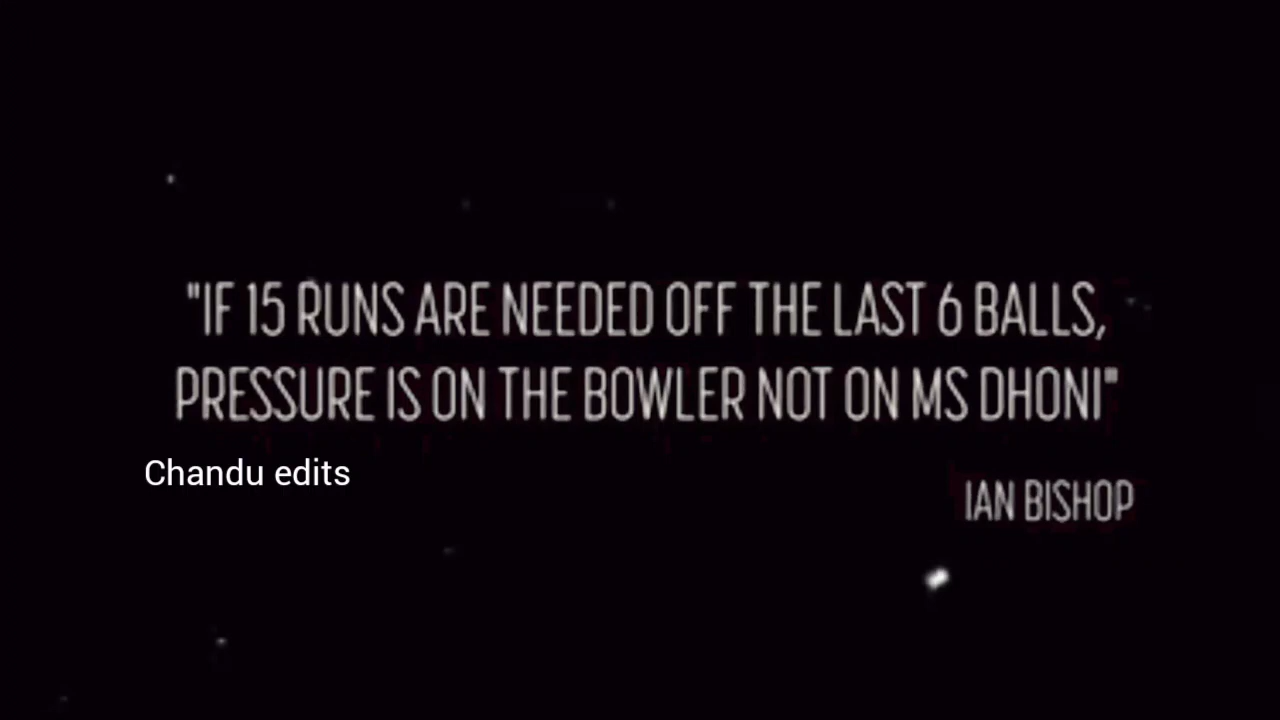 "IF 15 RUNS ARE NEEDED OFF THE LAST 6 BALLS,
PRESSURE IS ON THE BOWLER NOT ON MS DHONI"
Chandu edits
IAN BISHOP